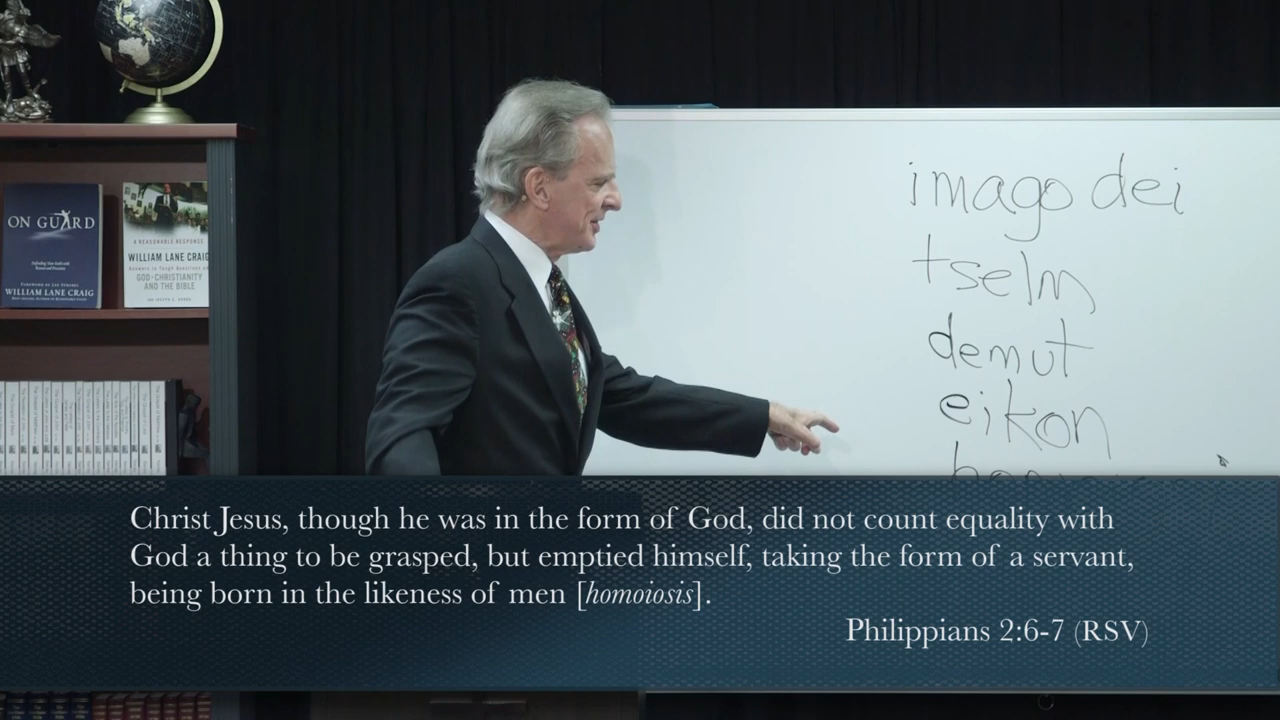 ON GUARD
WILLIAM LANE CRAIG
A REASONABLE RESPONSE
WILLIAM LANE CRAIG
GOD, CHRISTIANITY
AND THE BIBLE
imago dei
tselm
demut
eikon
Christ Jesus, though he was in the form of God, did not count equality with
God a thing to be grasped, but emptied himself, taking the form of a servant,
being born in the likeness of men [homoiosis].
Philippians 2:6-7 (RSV)